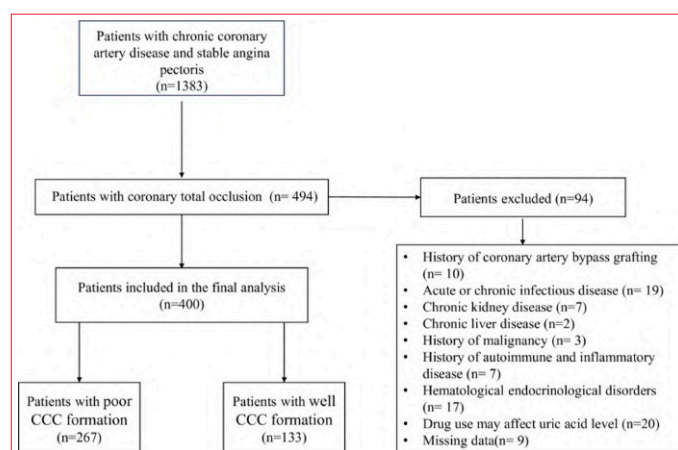 Patients with chronic coronary
artery disease and stable angina
pectoris
(n=1383)
Patients with coronary total occlusion (n= 494)
Patients excluded (n=94)
Patients included in the final analysis
(n=400)
• History of coronary artery bypass grafting
(n= 10)
• Acute or chronic infectious disease (n= 19)
• Chronic kidney disease (n=7)
• Chronic liver disease (n=2)
• History of malignancy (n= 3)
• History of autoimmune and inflammatory
disease (n= 7)
• Hematological endocrinological disorders
(n= 17)
• Drug use may affect uric acid level (n=20)
• Missing data(n= 9)
Patients with poor
CCC formation
(n=267)
Patients with well
CCC formation
(n=133)